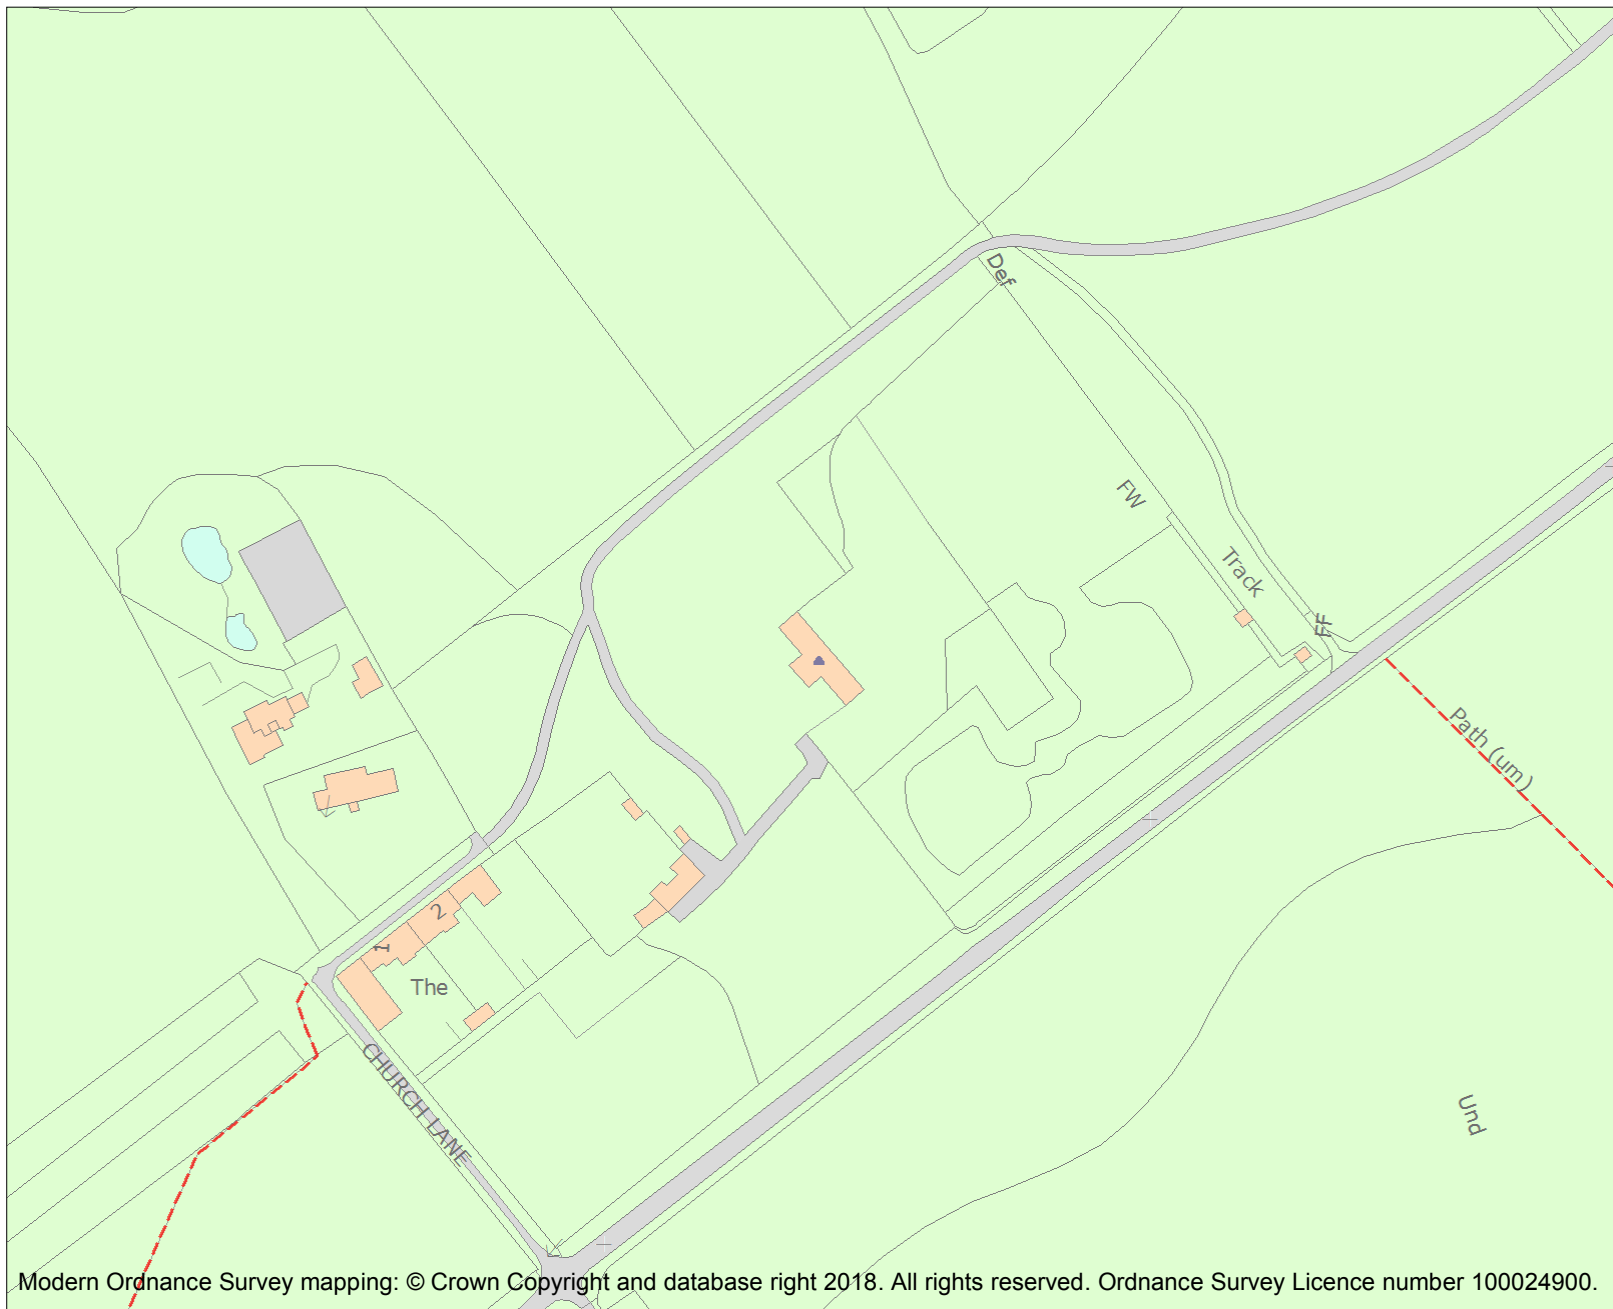 Def
FW
Track
FF
Path (um)
2
1
The
CHURCH LANE
Und
Modern Ordnance Survey mapping: © Crown Copyright and database right 2018. All rights reserved. Ordnance Survey Licence number 100024900.